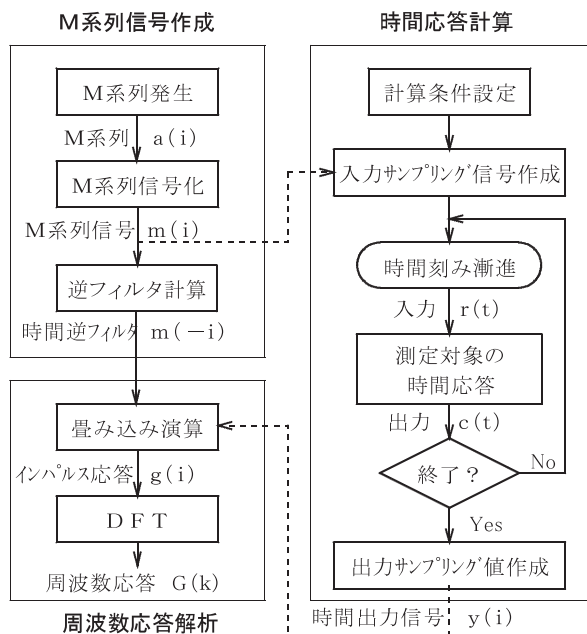 M系列信号作成
M系列発生
M系列 a(i)
M系列信号化
M系列信号 m(i)
逆フィルタ計算
時間逆フィルタ m(−i)
畳み込み演算
インパルス応答 g(i)
DFT
周波数応答 G(k)
周波数応答解析
時間応答計算
計算条件設定
入力サンプリング信号作成
時間刻み漸進
入力 r(t)
測定対象の
時間応答
出力 c(t)
終了？
No
Yes
出力サンプリング値作成
時間出力信号 y(i)